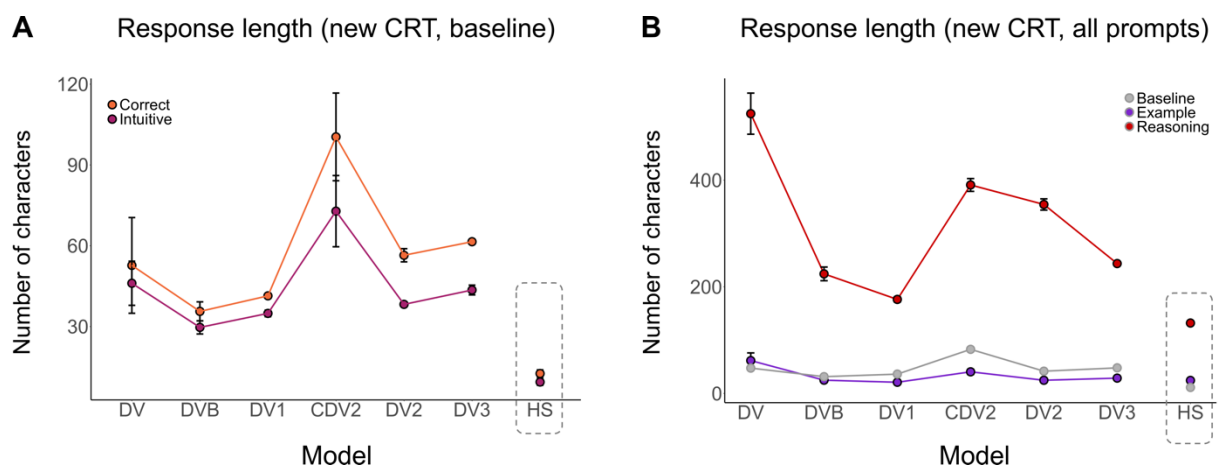 A Response length (new CRT, baseline)
Number of characters
120
90
60
30
Correct
Intuitive
DV DVB DV1 CDV2 DV2 DV3 HS
Model
B Response length (new CRT, all prompts)
Number of characters
400
200
0
Baseline
Example
Reasoning
DV DVB DV1 CDV2 DV2 DV3 HS
Model